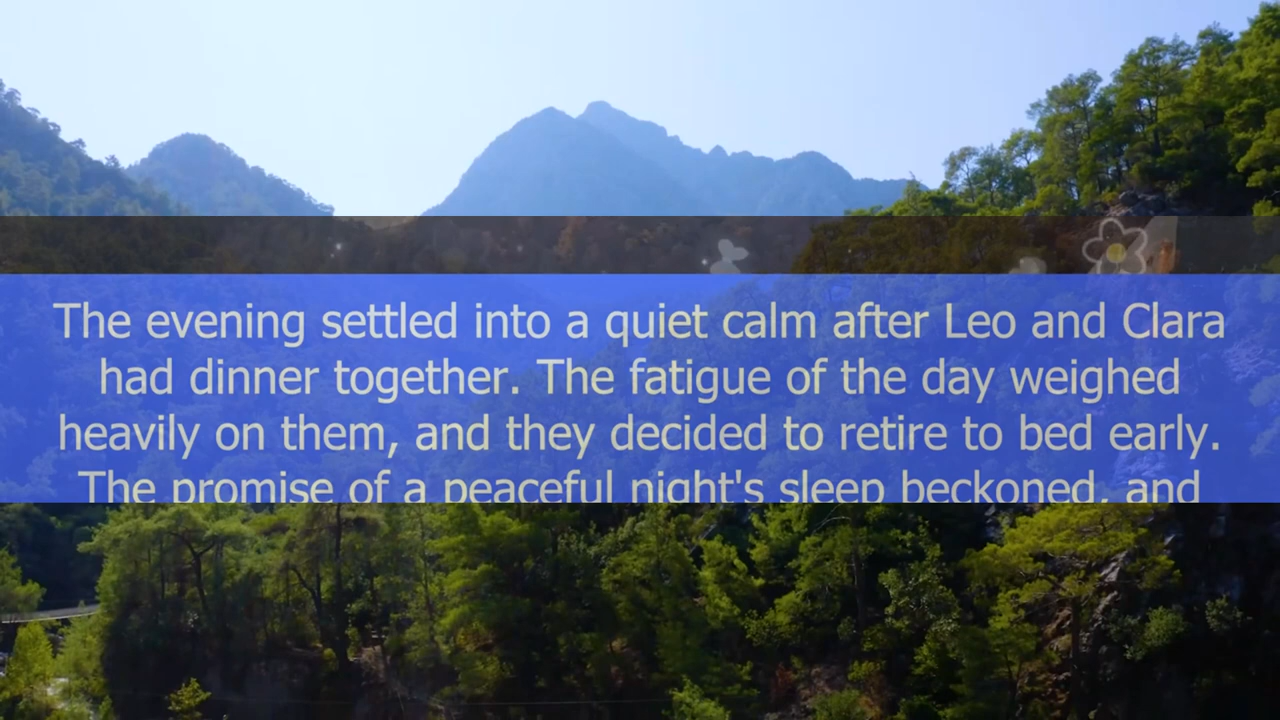 The evening settled into a quiet calm after Leo and Clara
had dinner together. The fatigue of the day weighed
heavily on them, and they decided to retire to bed early.
The promise of a peaceful night's sleep beckoned, and